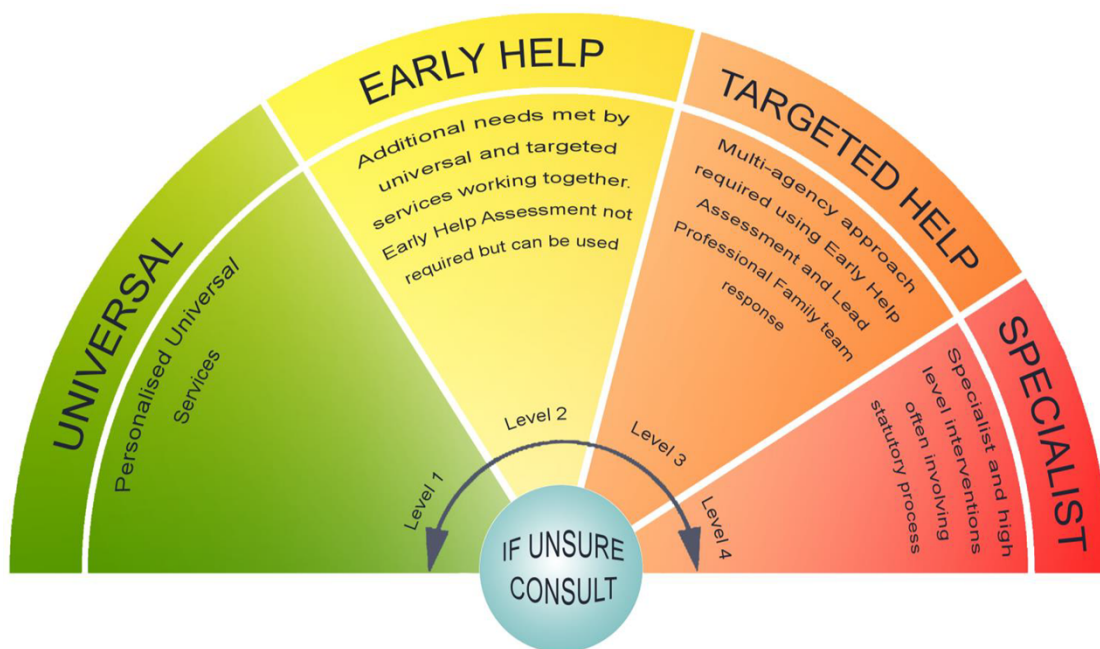 UNIVERSAL
Personalised Universal
Services
Level 1
EARLY HELP
Additional needs met by
universal and targeted
services working together.
Early Help Assessment not
required but can be used
Level 2
TARGETED HELP
Multi-agency approach
required using Early Help
Assessment and Lead
Professional Family team
response
Level 3
SPECIALIST
Specialist and high
level interventions
often involving
statutory process
Level 4
IF UNSURE
CONSULT